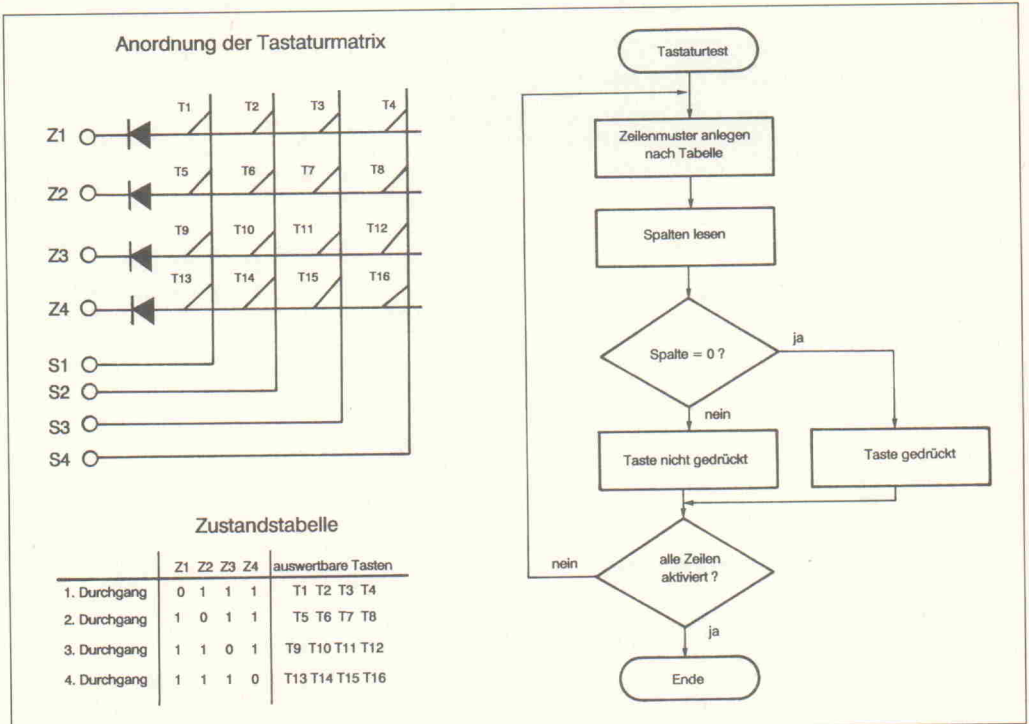 Anordnung der Tastaturmatrix
T1 T2 T3 T4
Z1
T5 T6 T7 T8
Z2
T9 T10 T11 T12
Z3
T13 T14 T15 T16
Z4
S1
S2
S3
S4
Zustandstabelle
Z1 Z2 Z3 Z4 auswertbare Tasten
1. Durchgang 0 1 1 1 T1 T2 T3 T4
2. Durchgang 1 0 1 1 T5 T6 T7 T8
3. Durchgang 1 1 0 1 T9 T10 T11 T12
4. Durchgang 1 1 1 0 T13 T14 T15 T16
Tastaturtest
Zeilenmuster anlegen
nach Tabelle
Spalten lesen
Spalte = 0 ?
ja
nein
Taste nicht gedrückt
Taste gedrückt
alle Zeilen
aktiviert ?
nein
ja
Ende